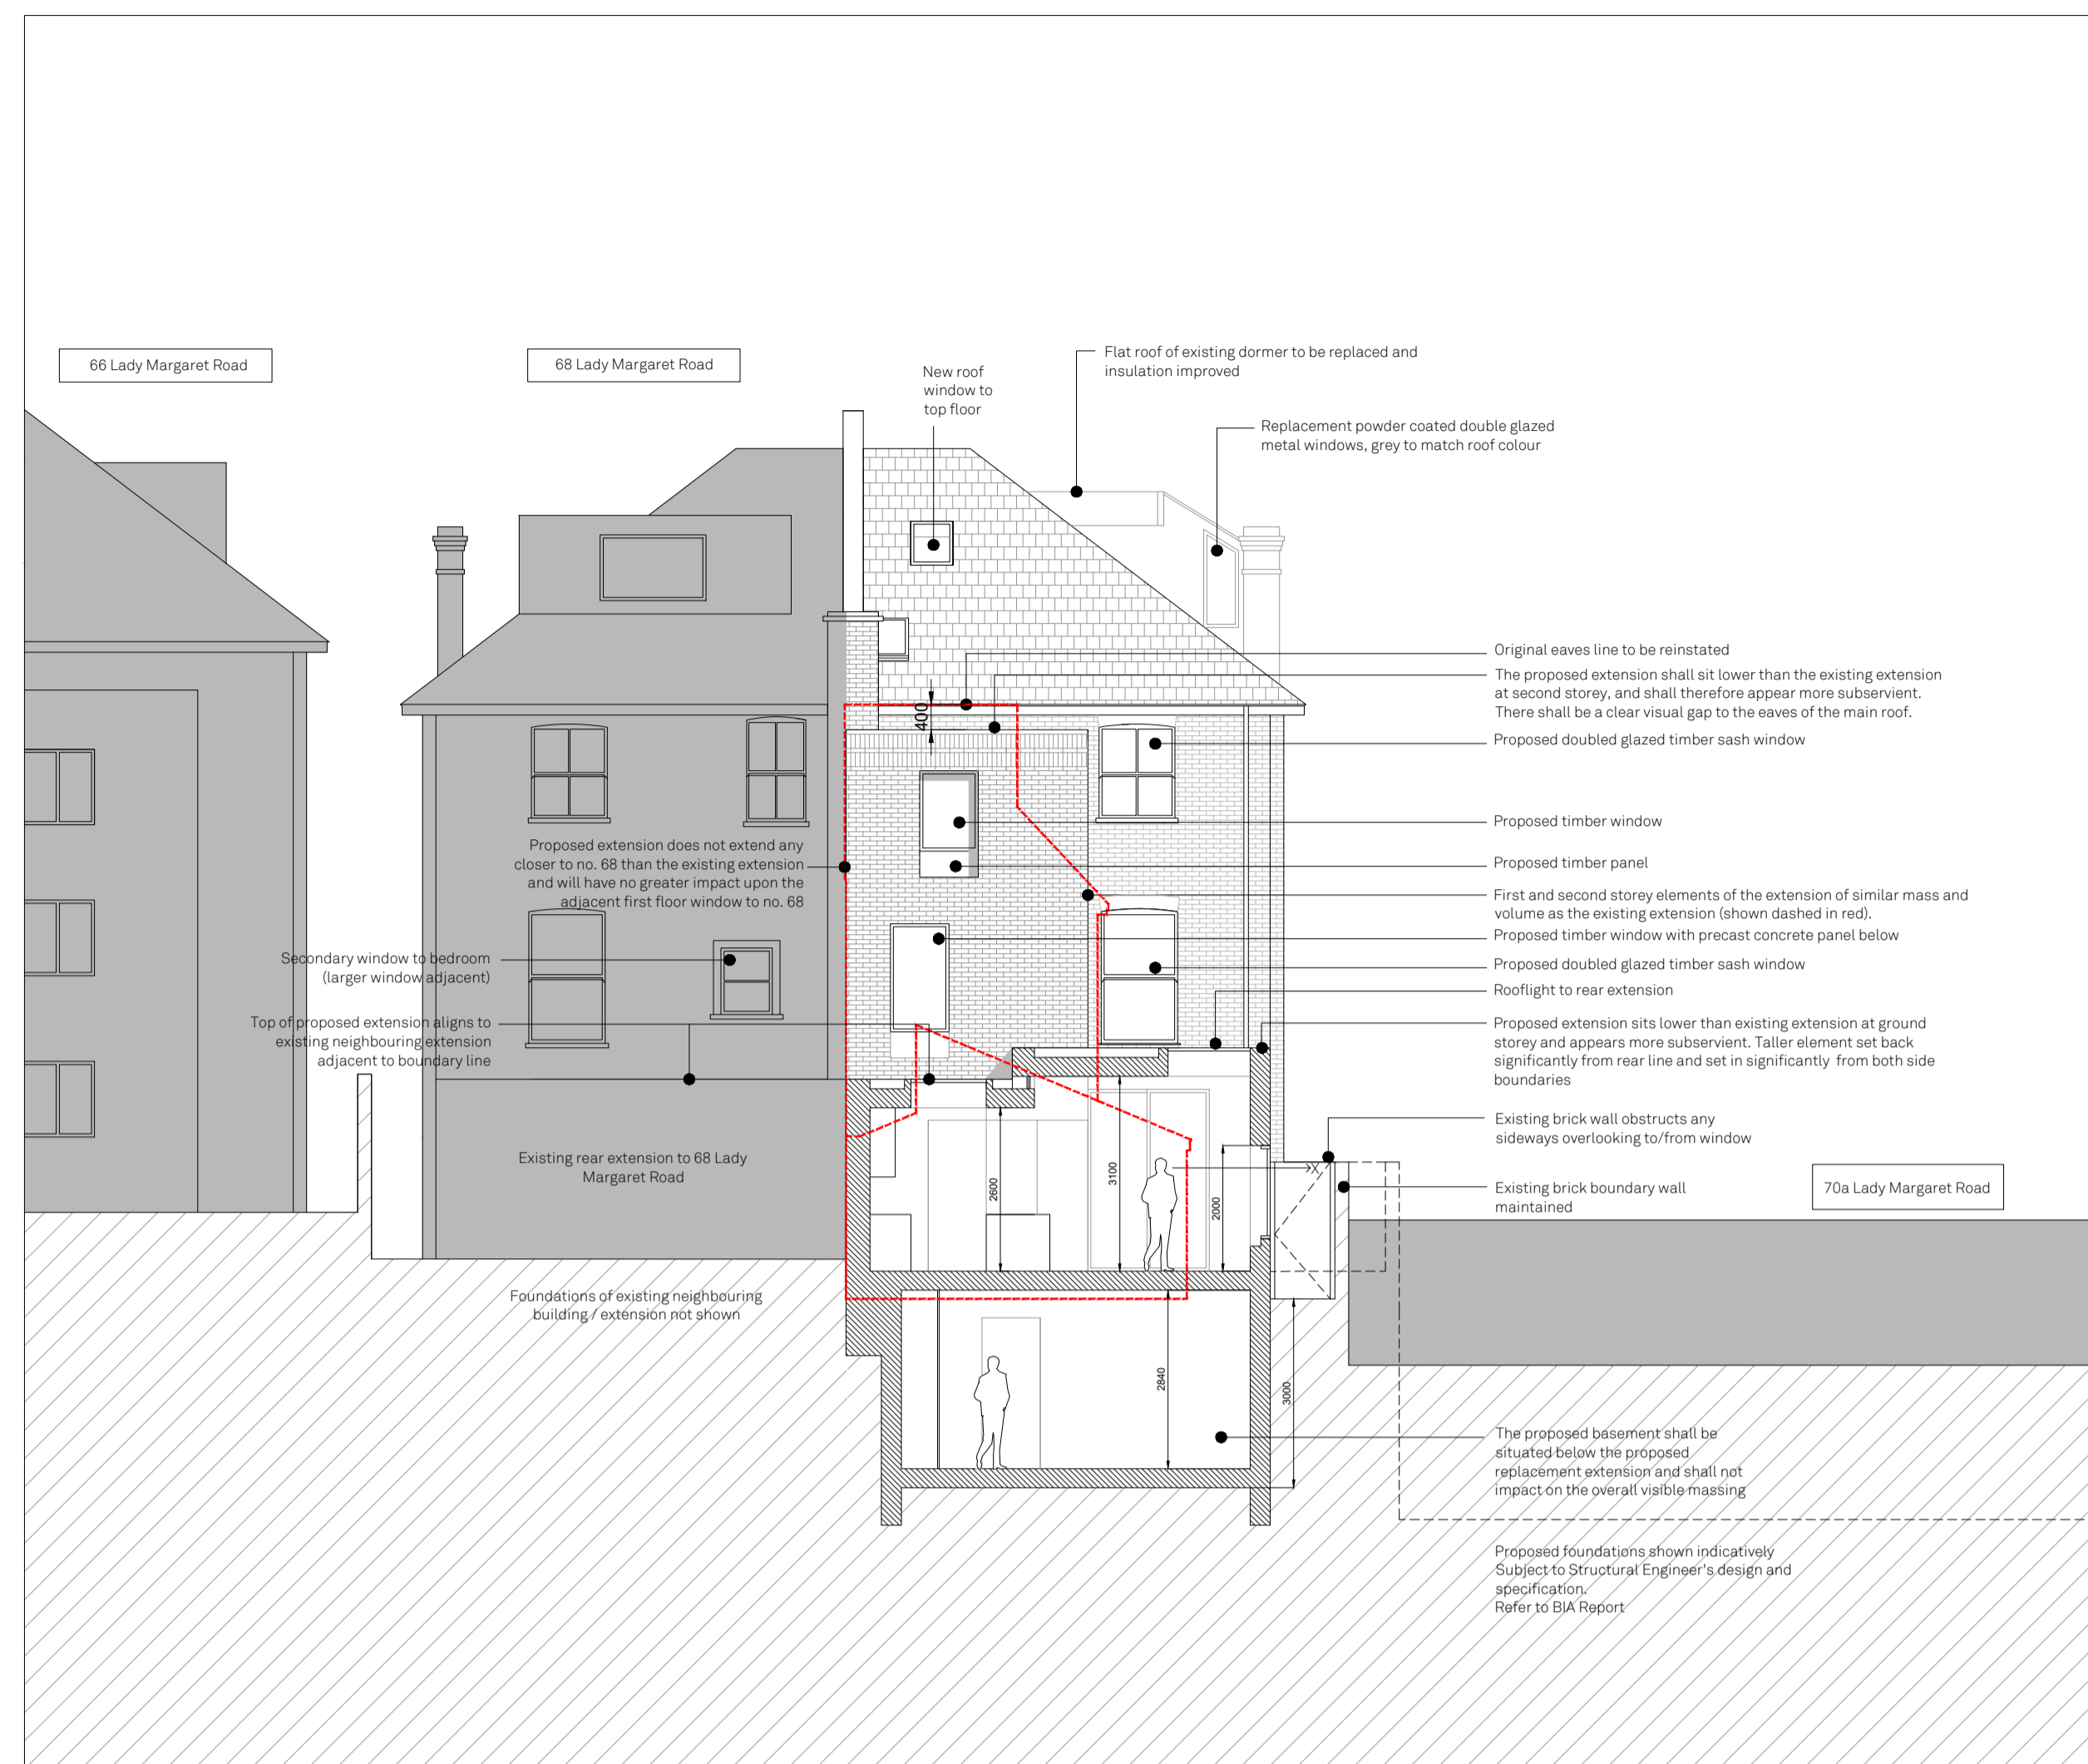 66 Lady Margaret Road
68 Lady Margaret Road
New roof
window to
top floor
Flat roof of existing dormer to be replaced and
insulation improved
Replacement powder coated double glazed
metal windows, grey to match roof colour
Original eaves line to be reinstated
The proposed extension shall sit lower than the existing extension
at second storey, and shall therefore appear more subservient.
There shall be a clear visual gap to the eaves of the main roof.
400
Proposed doubled glazed timber sash window
Proposed timber window
Proposed timber panel
Proposed extension does not extend any
closer to no. 68 than the existing extension
and will have no greater impact upon the
adjacent first floor window to no. 68
First and second storey elements of the extension of similar mass and
volume as the existing extension (shown dashed in red).
Proposed timber window with precast concrete panel below
Secondary window to bedroom
(larger window adjacent)
Proposed doubled glazed timber sash window
Rooflight to rear extension
Top of proposed extension aligns to
existing neighbouring extension
adjacent to boundary line
Proposed extension sits lower than existing extension at ground
storey and appears more subservient. Taller element set back
significantly from rear line and set in significantly from both side
boundaries
Existing brick wall obstructs any
sideways overlooking to/from window
Existing rear extension to 68 Lady
Margaret Road
2600
3100
2000
Existing brick boundary wall
maintained
70a Lady Margaret Road
Foundations of existing neighbouring
building / extension not shown
2840
3000
The proposed basement shall be
situated below the proposed
replacement extension and shall not
impact on the overall visible massing
Proposed foundations shown indicatively
Subject to Structural Engineer's design and
specification.
Refer to BIA Report